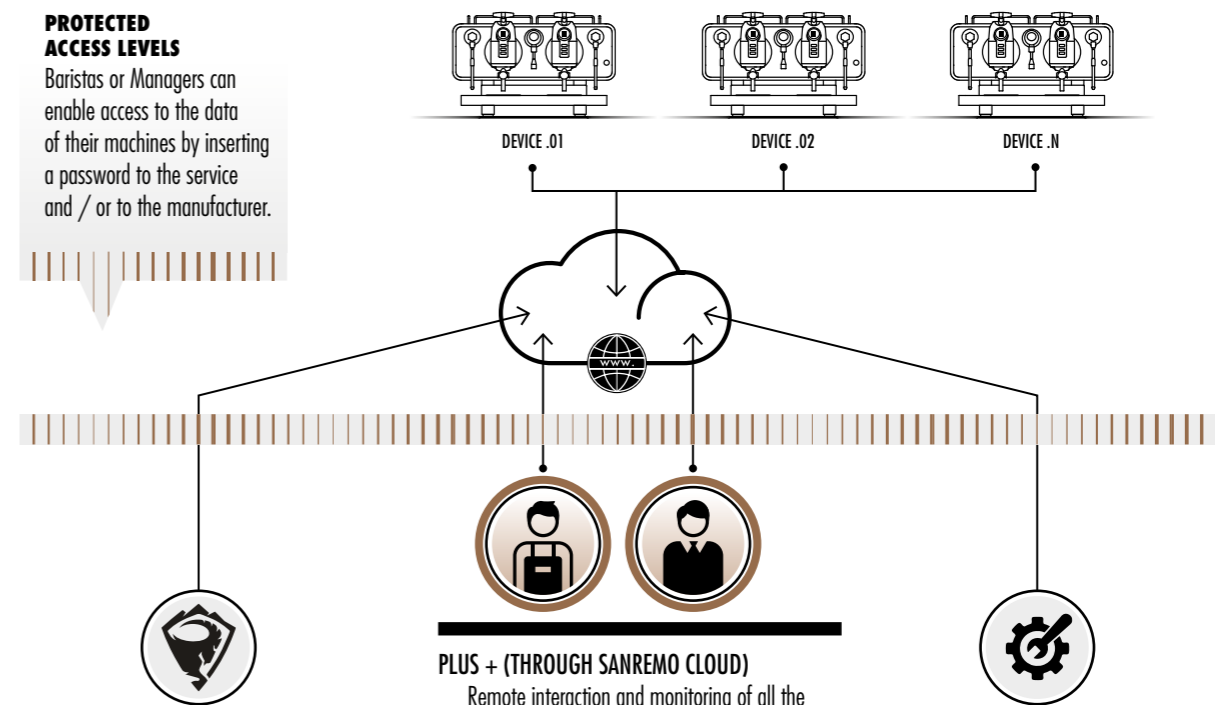 PROTECTED
ACCESS LEVELS
Baristas or Managers can
enable access to the data
of their machines by inserting
a password to the service
and / or to the manufacturer.
DEVICE .01
DEVICE .02
DEVICE .N
www.
PLUS + (THROUGH SANREMO CLOUD)
Remote interaction and monitoring of all the